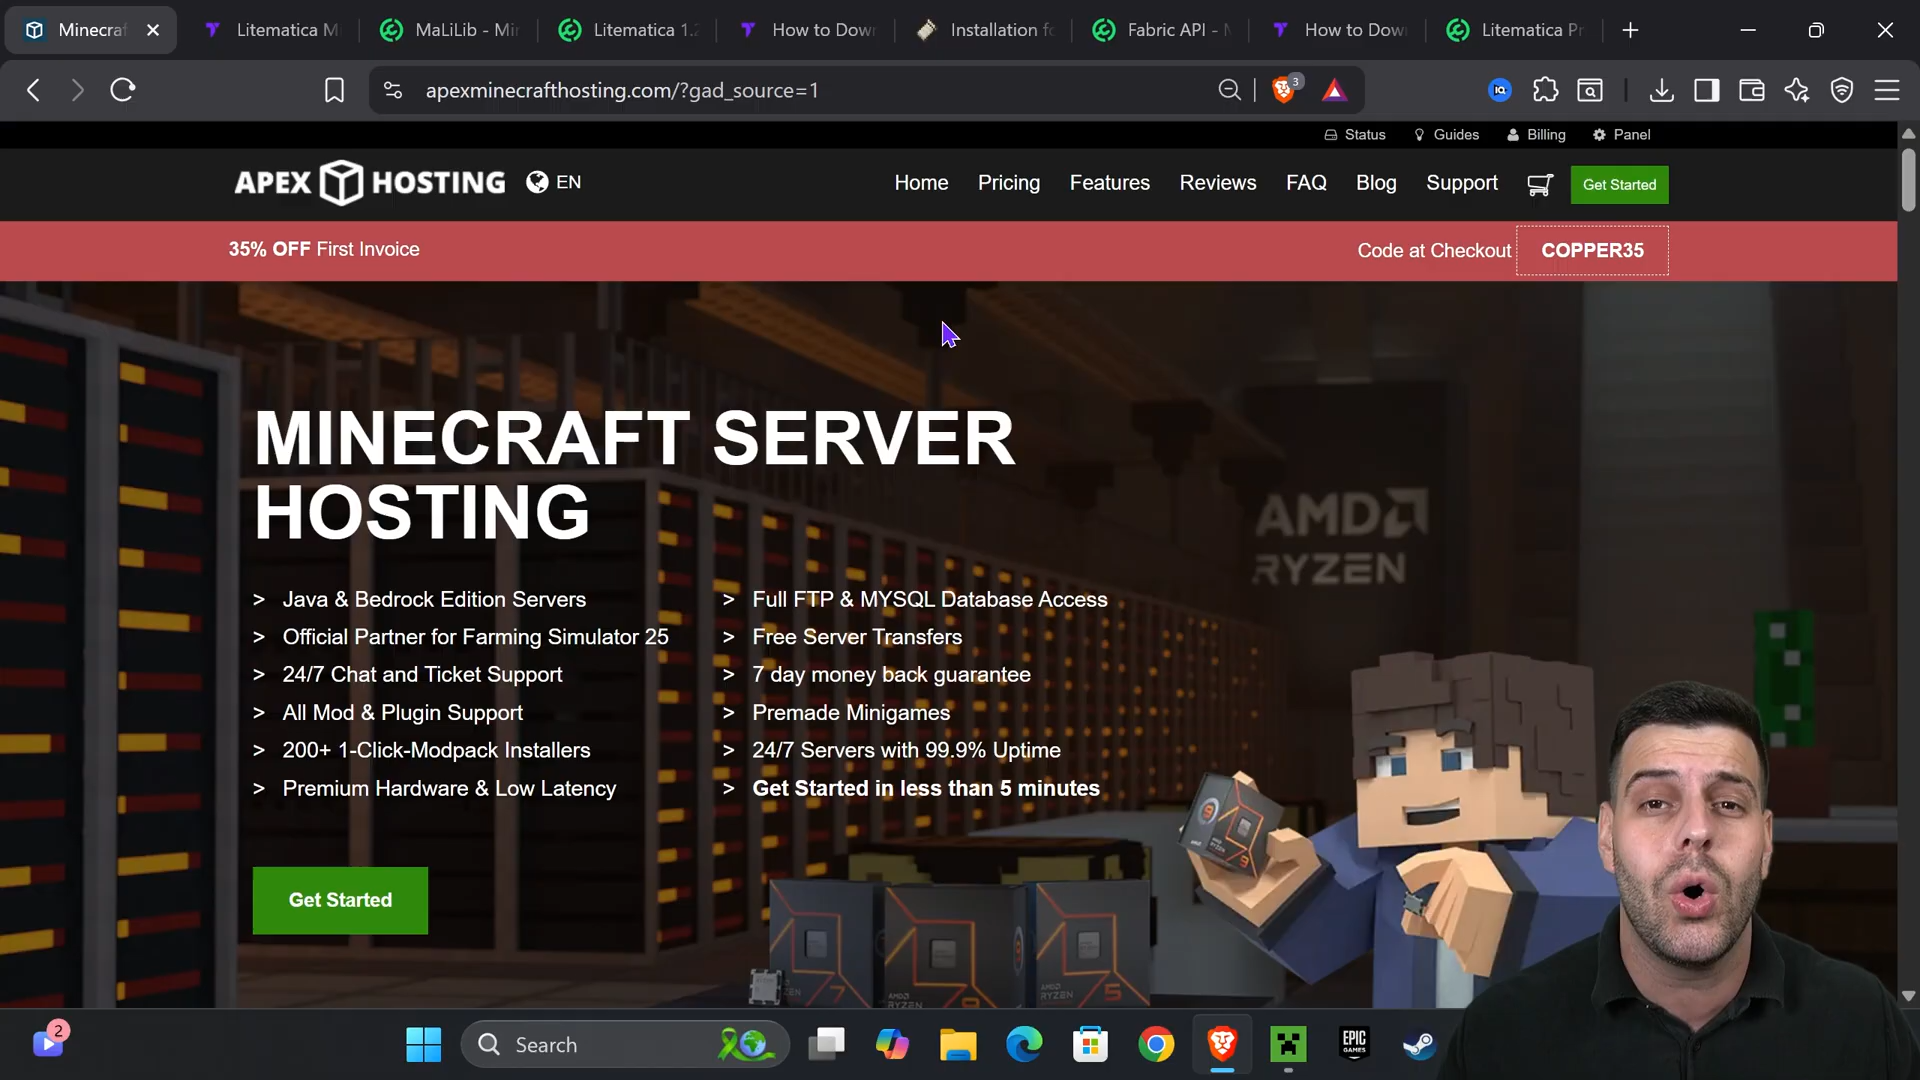 Minecra
Litematica M
MaLiLib - Mi
Litematica 1.2
How to Dow
Installation fo
Fabric API - M
How to Dow
Litematica Pr
apexminecrafthosting.com/?gad_source=1
3
IQ
Status
Guides
Billing
Panel
APEX HOSTING
EN
Home
Pricing
Features
Reviews
FAQ
Blog
Support
Get Started
35% OFF First Invoice
Code at Checkout
COPPER35
MINECRAFT SERVER
HOSTING
AMD
RYZEN
> Java & Bedrock Edition Servers
> Official Partner for Farming Simulator 25
> 24/7 Chat and Ticket Support
> All Mod & Plugin Support
> 200+ 1-Click-Modpack Installers
> Premium Hardware & Low Latency
> Full FTP & MYSQL Database Access
> Free Server Transfers
> 7 day money back guarantee
> Premade Minigames
> 24/7 Servers with 99.9% Uptime
> Get Started in less than 5 minutes
Get Started
2
Search
EPIC
GAMES